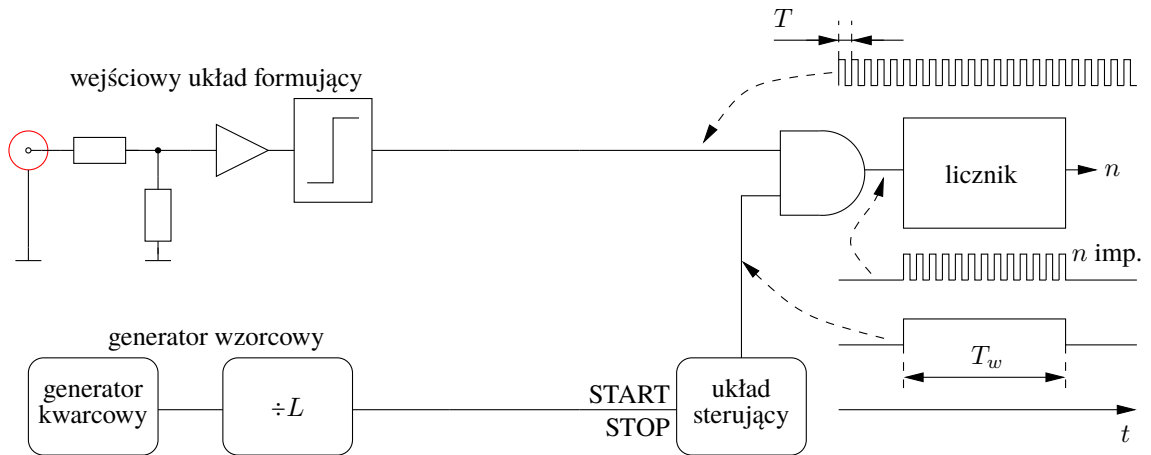 T
wejściowy układ formujący
licznik
n
n imp.
generator wzorcowy
T_w
generator
kwarcowy
÷L
START
STOP
układ
sterujący
t